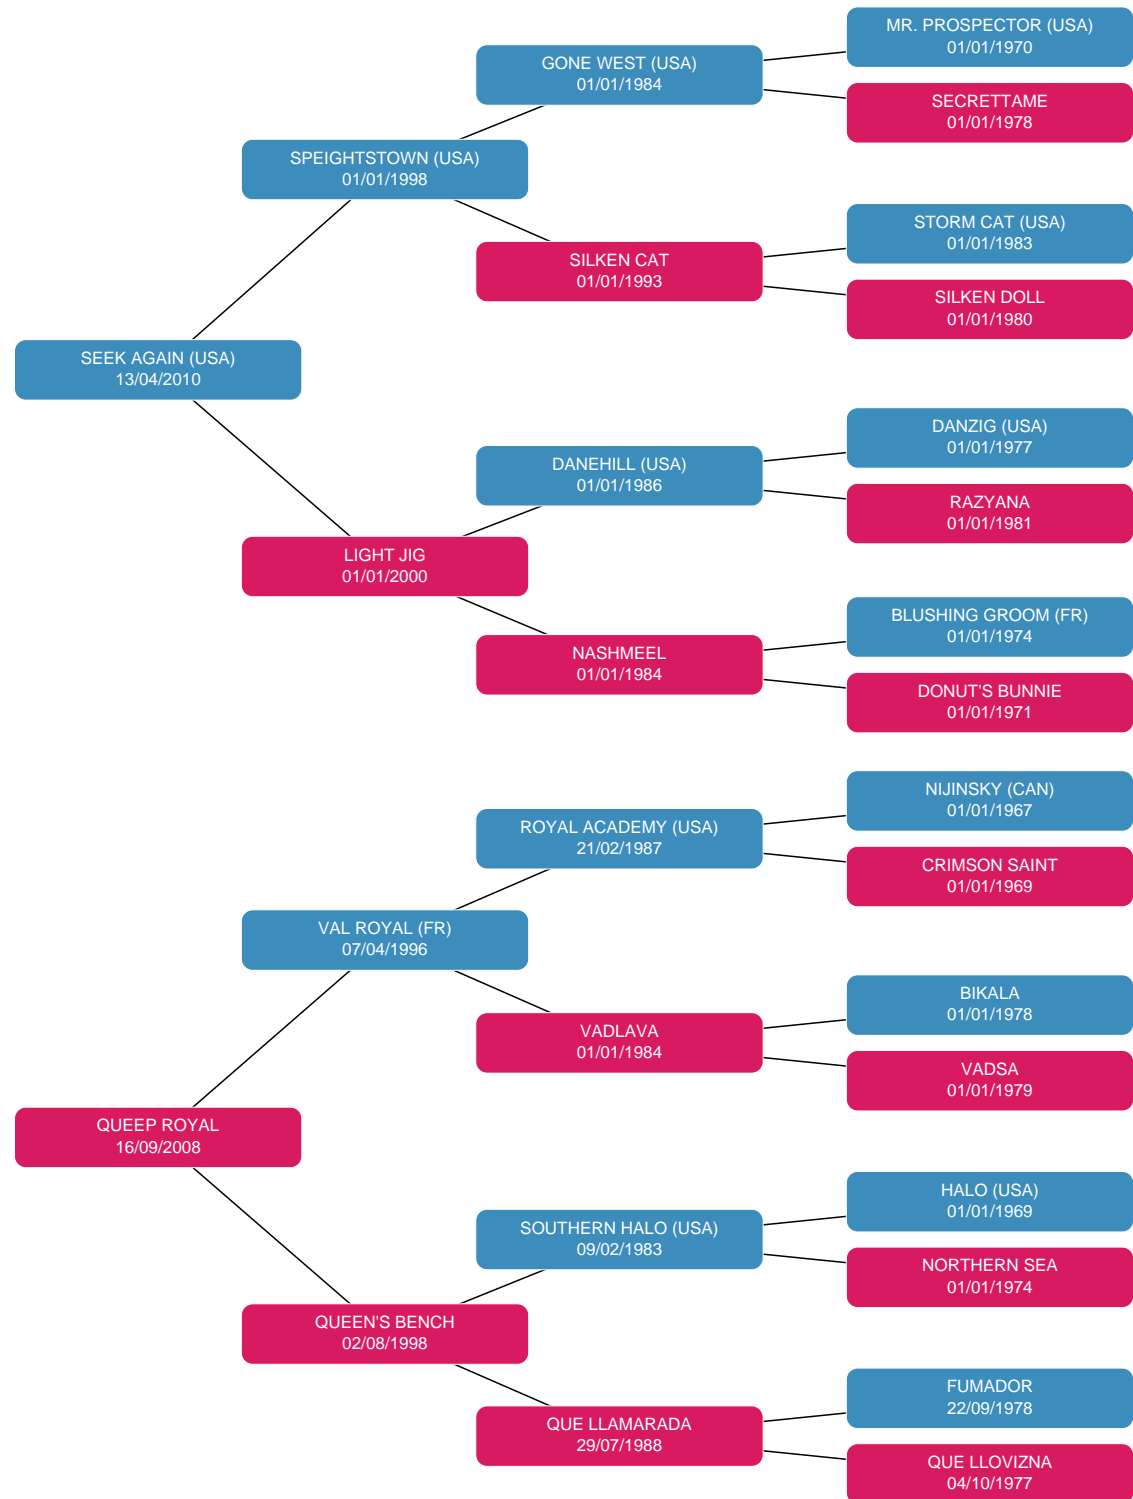 MR. PROSPECTOR (USA)
01/01/1970
GONE WEST (USA)
01/01/1984
SECRETTAME
01/01/1978
SPEIGHTSTOWN (USA)
01/01/1998
STORM CAT (USA)
01/01/1983
SILKEN CAT
01/01/1993
SILKEN DOLL
01/01/1980
SEEK AGAIN (USA)
13/04/2010
DANZIG (USA)
01/01/1977
DANEHILL (USA)
01/01/1986
RAZYANA
01/01/1981
LIGHT JIG
01/01/2000
BLUSHING GROOM (FR)
01/01/1974
NASHMEEL
01/01/1984
DONUT'S BUNNIE
01/01/1971
NIJINSKY (CAN)
01/01/1967
ROYAL ACADEMY (USA)
21/02/1987
CRIMSON SAINT
01/01/1969
VAL ROYAL (FR)
07/04/1996
BIKALA
01/01/1978
VADLAVA
01/01/1984
VADSA
01/01/1979
QUEEP ROYAL
16/09/2008
HALO (USA)
01/01/1969
SOUTHERN HALO (USA)
09/02/1983
NORTHERN SEA
01/01/1974
QUEEN'S BENCH
02/08/1998
FUMADOR
22/09/1978
QUE LLAMARADA
29/07/1988
QUE LLOVIZNA
04/10/1977